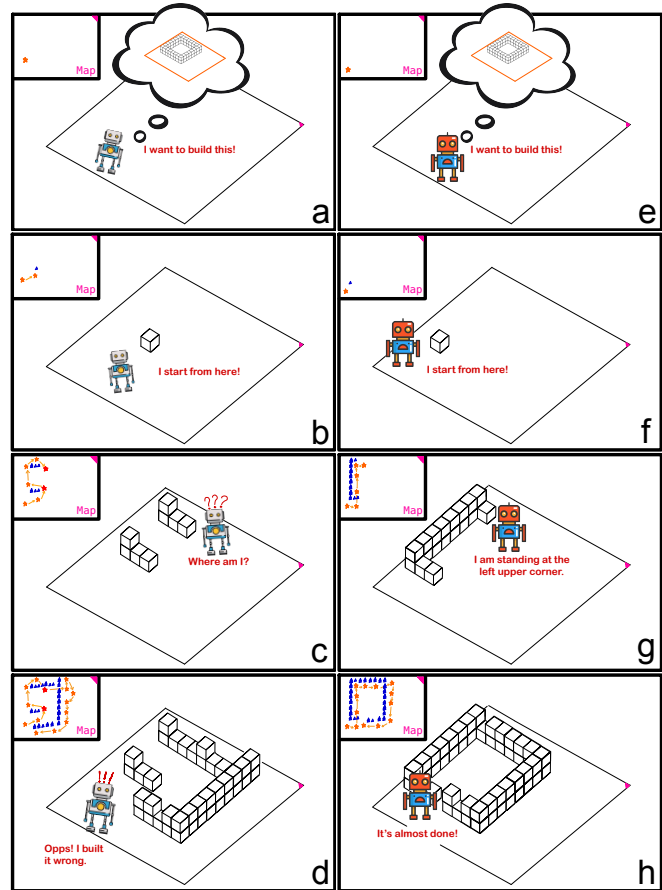 Map
I want to build this!
a
Map
I want to build this!
e
Map
I start from here!
b
Map
I start from here!
f
Map
???
Where am I?
c
Map
I am standing at the
left upper corner.
g
Map
!!!
Opps! I built
it wrong.
d
Map
It's almost done!
h